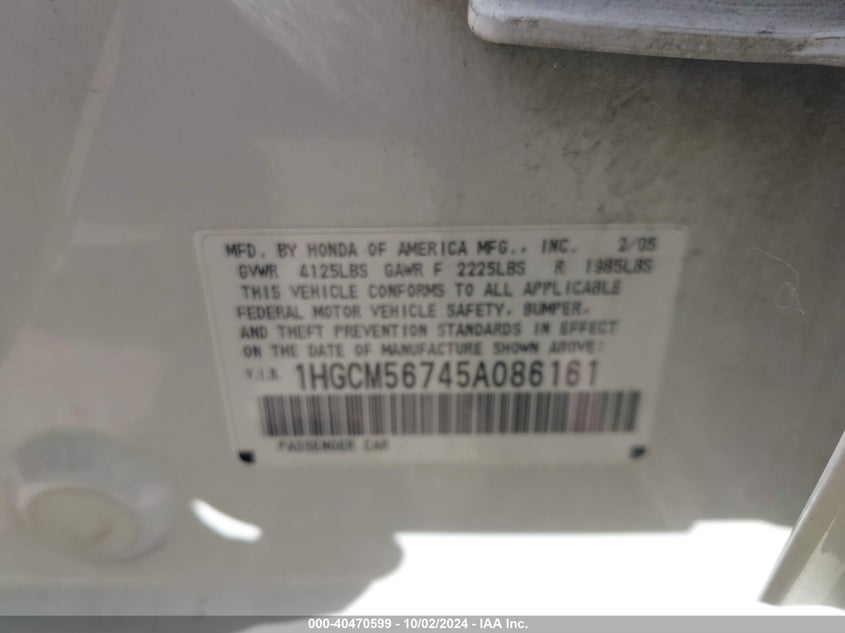 MFD. BY HONDA OF AMERICA MFG., INC. 2/05
GVWR 4125LBS GAWR F 2225LBS R 1985LBS
THIS VEHICLE CONFORMS TO ALL APPLICABLE
FEDERAL MOTOR VEHICLE SAFETY, BUMPER,
AND THEFT PREVENTION STANDARDS IN EFFECT
ON THE DATE OF MANUFACTURE SHOWN ABOVE:
V.I.N. 1HGCM56745A086161
PASSENGER CAR
000-40470599 - 10/02/2024 - IAA Inc.